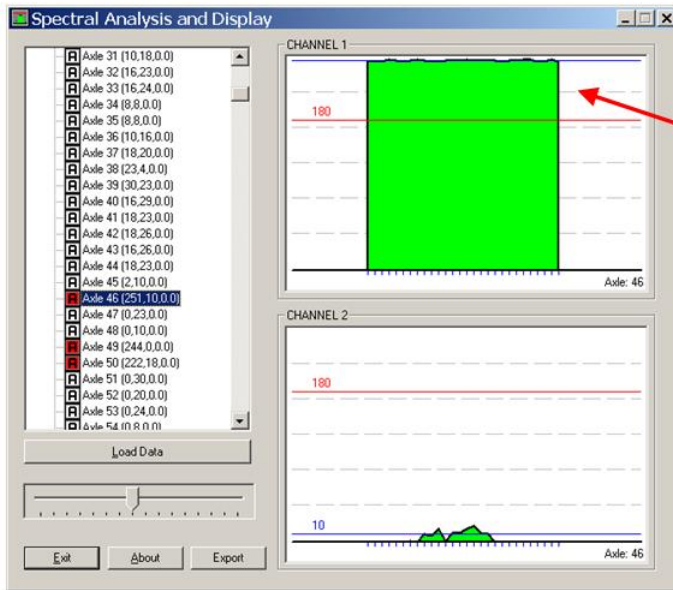 Spectral Analysis and Display
Axle 31 (10,18,0.0)
Axle 32 (16,23,0.0)
Axle 33 (16,24,0.0)
Axle 34 (8,8,0.0)
Axle 35 (8,8,0.0)
Axle 36 (10,16,0.0)
Axle 37 (18,20,0.0)
Axle 38 (23,4,0.0)
Axle 39 (30,23,0.0)
Axle 40 (16,29,0.0)
Axle 41 (18,23,0.0)
Axle 42 (18,26,0.0)
Axle 43 (16,26,0.0)
Axle 44 (18,23,0.0)
Axle 45 (2,10,0.0)
Axle 46 (251,10,0.0)
Axle 47 (0,23,0.0)
Axle 48 (0,10,0.0)
Axle 49 (244,0,0.0)
Axle 50 (222,18,0.0)
Axle 51 (0,30,0.0)
Axle 52 (0,20,0.0)
Axle 53 (0,24,0.0)
Axle 54 (0,8,0.0)
Load Data
Exit
About
Export
CHANNEL 1
180
Axle: 46
CHANNEL 2
180
10
Axle: 46